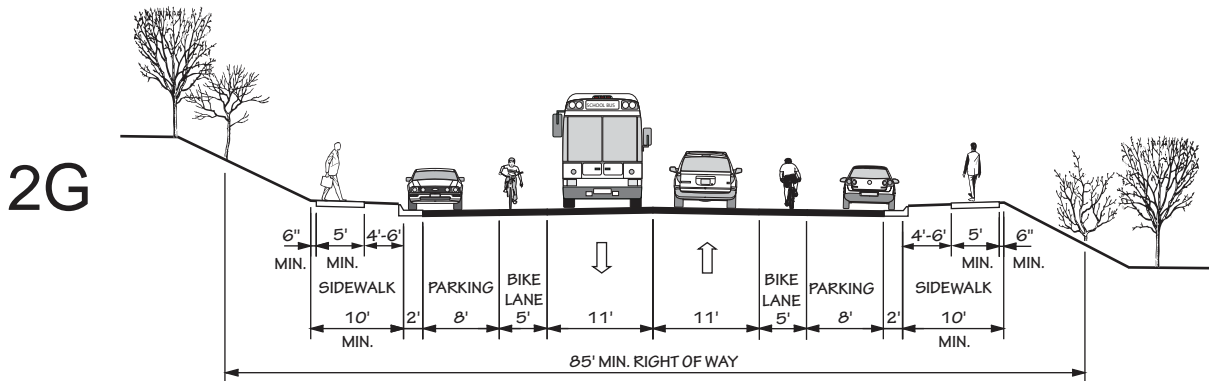 2G
SCHOOL BUS
6" 5' 4'-6' 4'-6' 5' 6"
MIN. MIN. MIN. MIN.
SIDEWALK PARKING BIKE LANE BIKE LANE PARKING SIDEWALK
10' 2' 8' 5' 11' 11' 5' 8' 2' 10'
MIN. MIN.
85' MIN. RIGHT OF WAY